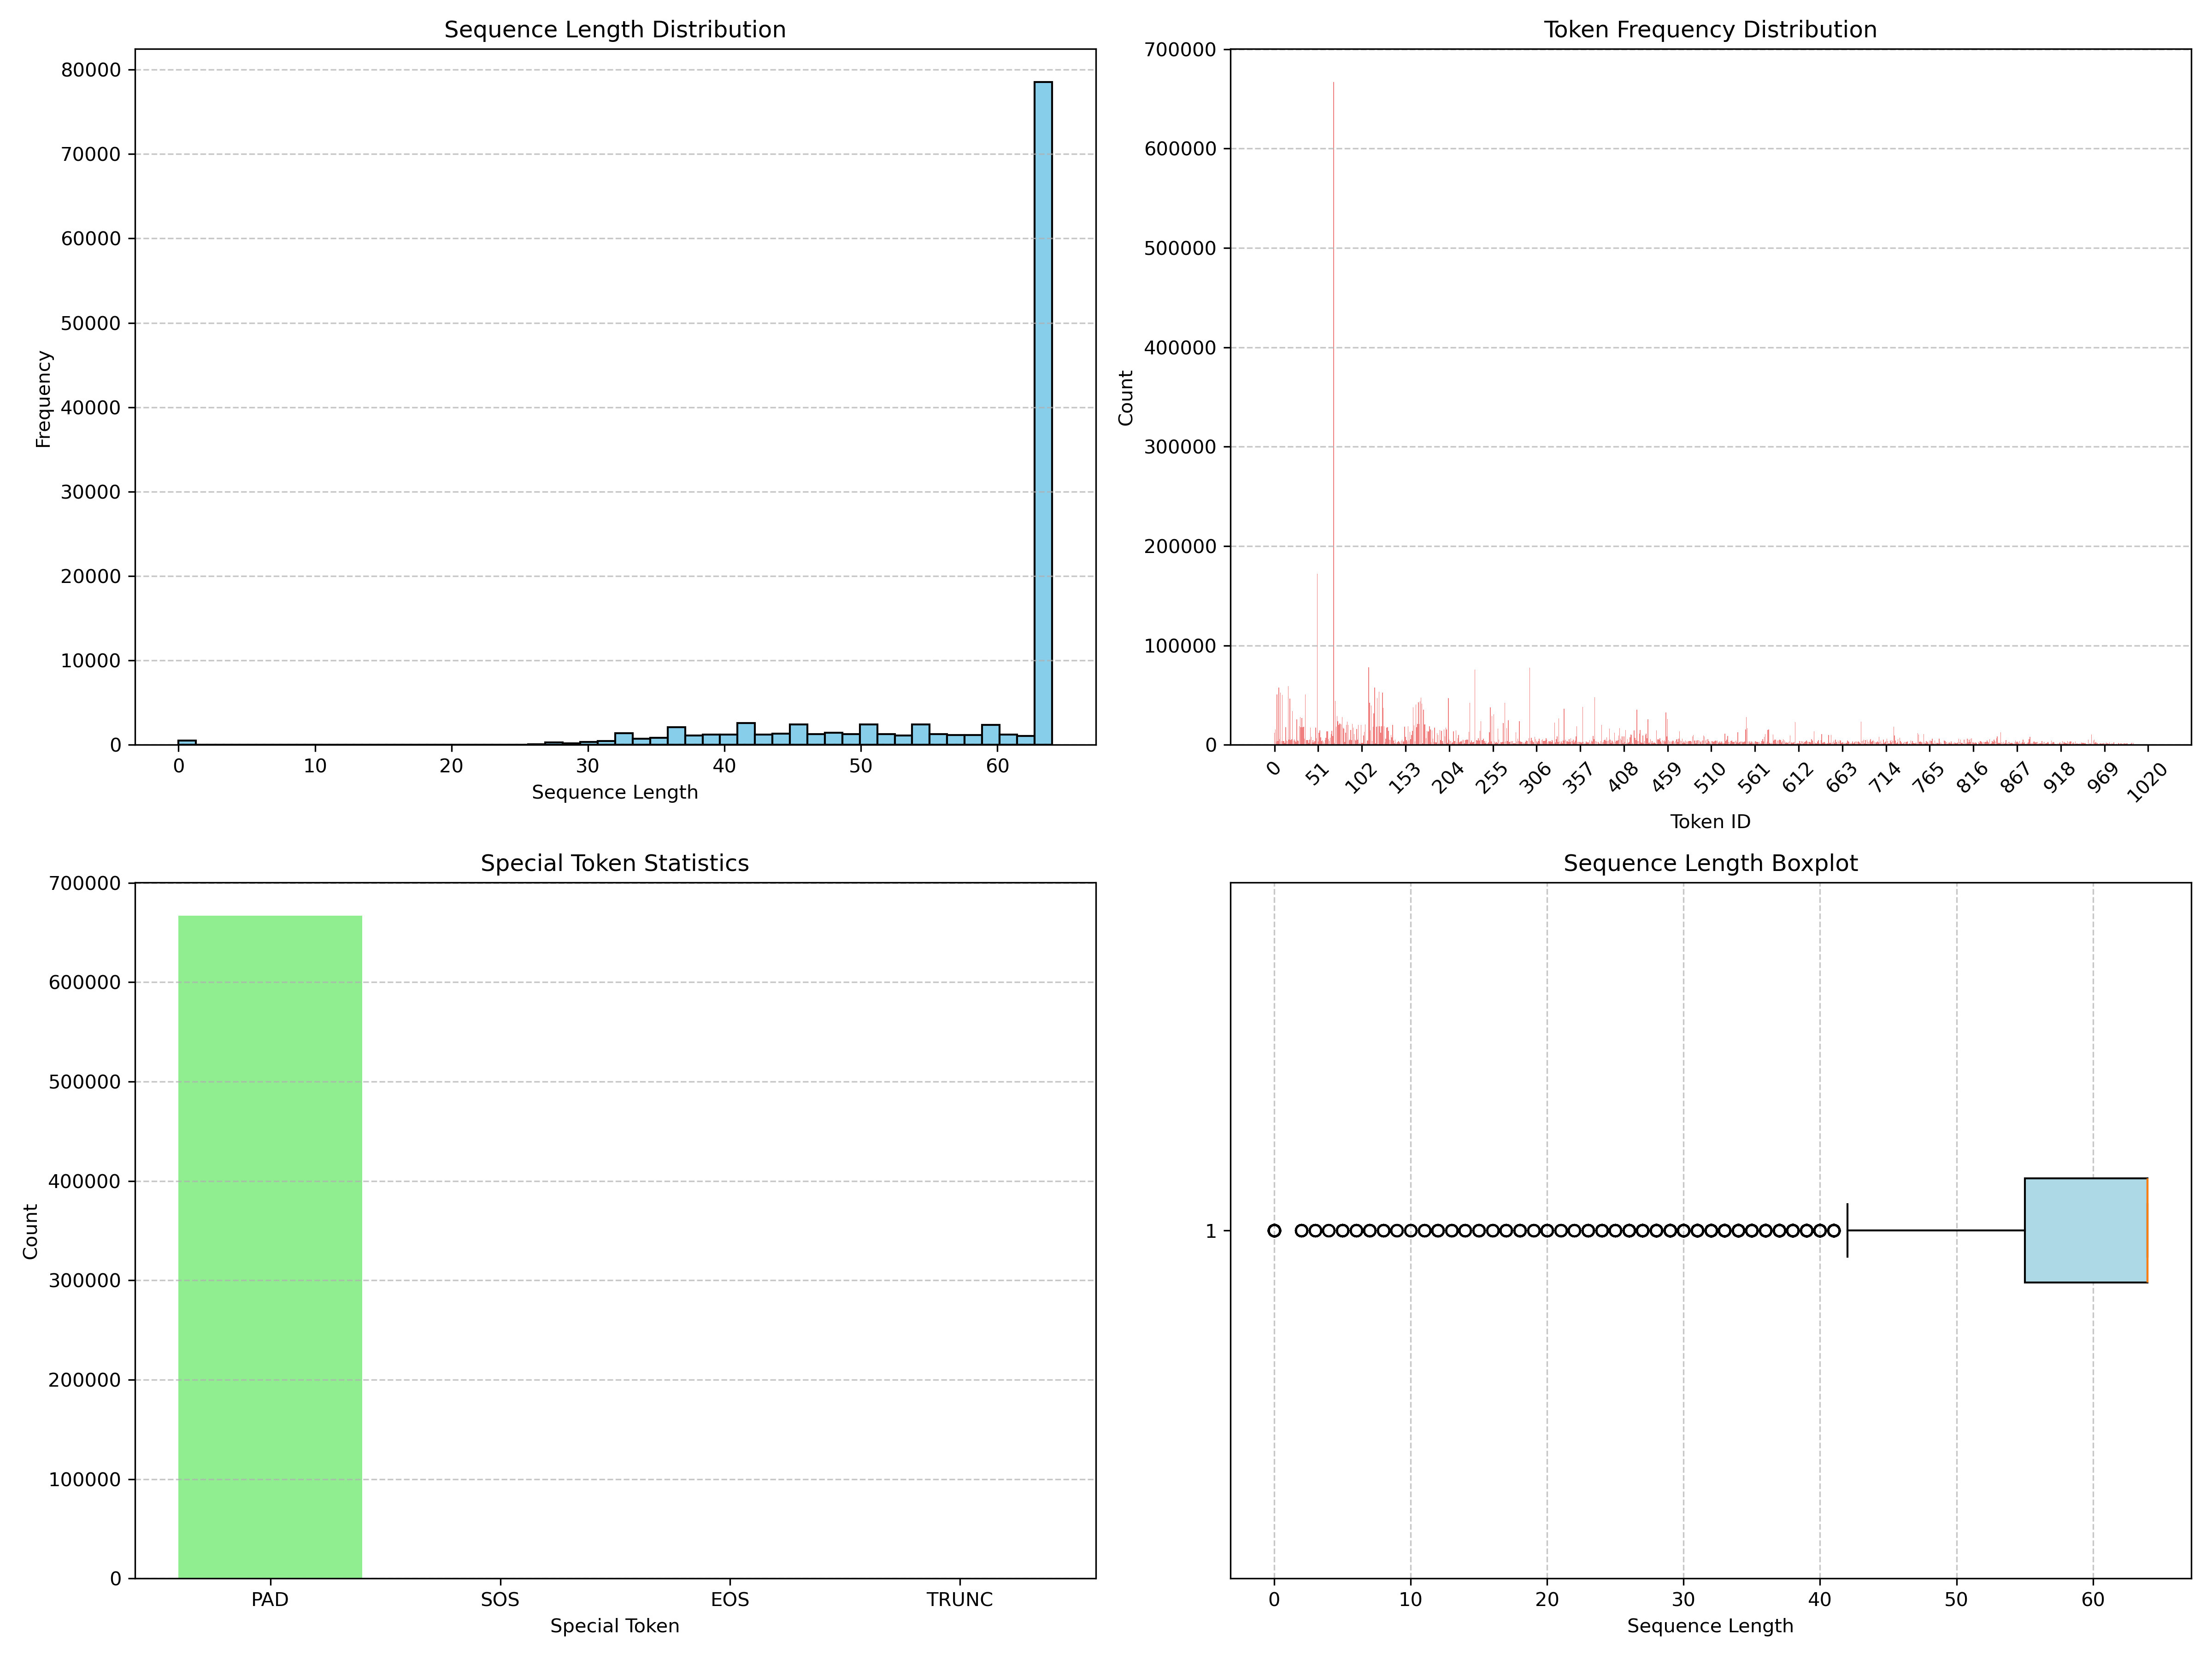 Sequence Length Distribution
80000
70000
60000
50000
40000
30000
20000
10000
0
Frequency
0 10 20 30 40 50 60
Sequence Length
Token Frequency Distribution
700000
600000
500000
400000
300000
200000
100000
0
Count
0 51 102 153 204 255 306 357 408 459 510 561 612 663 714 765 816 867 918 969 1020
Token ID
Special Token Statistics
700000
600000
500000
400000
300000
200000
100000
0
Count
PAD SOS EOS TRUNC
Special Token
Sequence Length Boxplot
1
0 10 20 30 40 50 60
Sequence Length